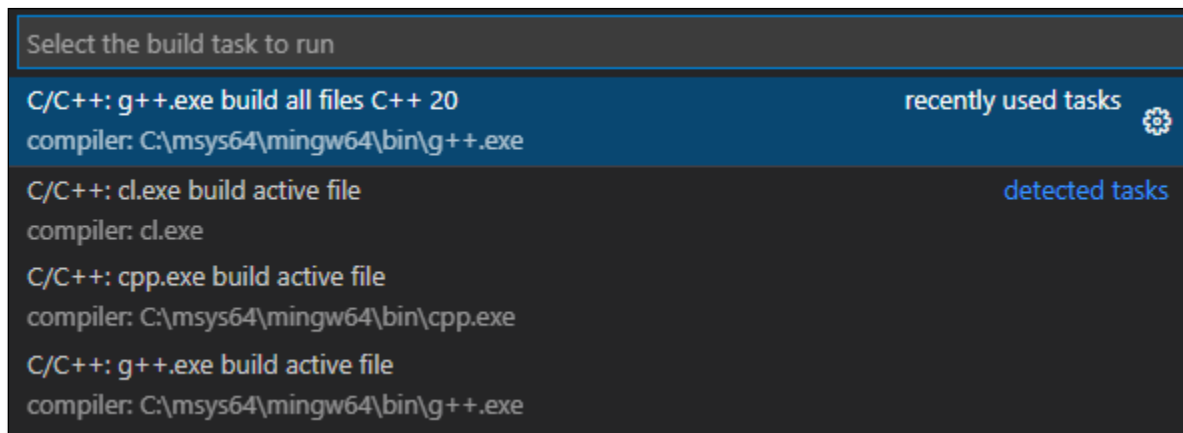 Select the build task to run
C/C++: g++.exe build all files C++ 20 recently used tasks
compiler: C:\msys64\mingw64\bin\g++.exe
C/C++: cl.exe build active file detected tasks
compiler: cl.exe
C/C++: cpp.exe build active file
compiler: C:\msys64\mingw64\bin\cpp.exe
C/C++: g++.exe build active file
compiler: C:\msys64\mingw64\bin\g++.exe